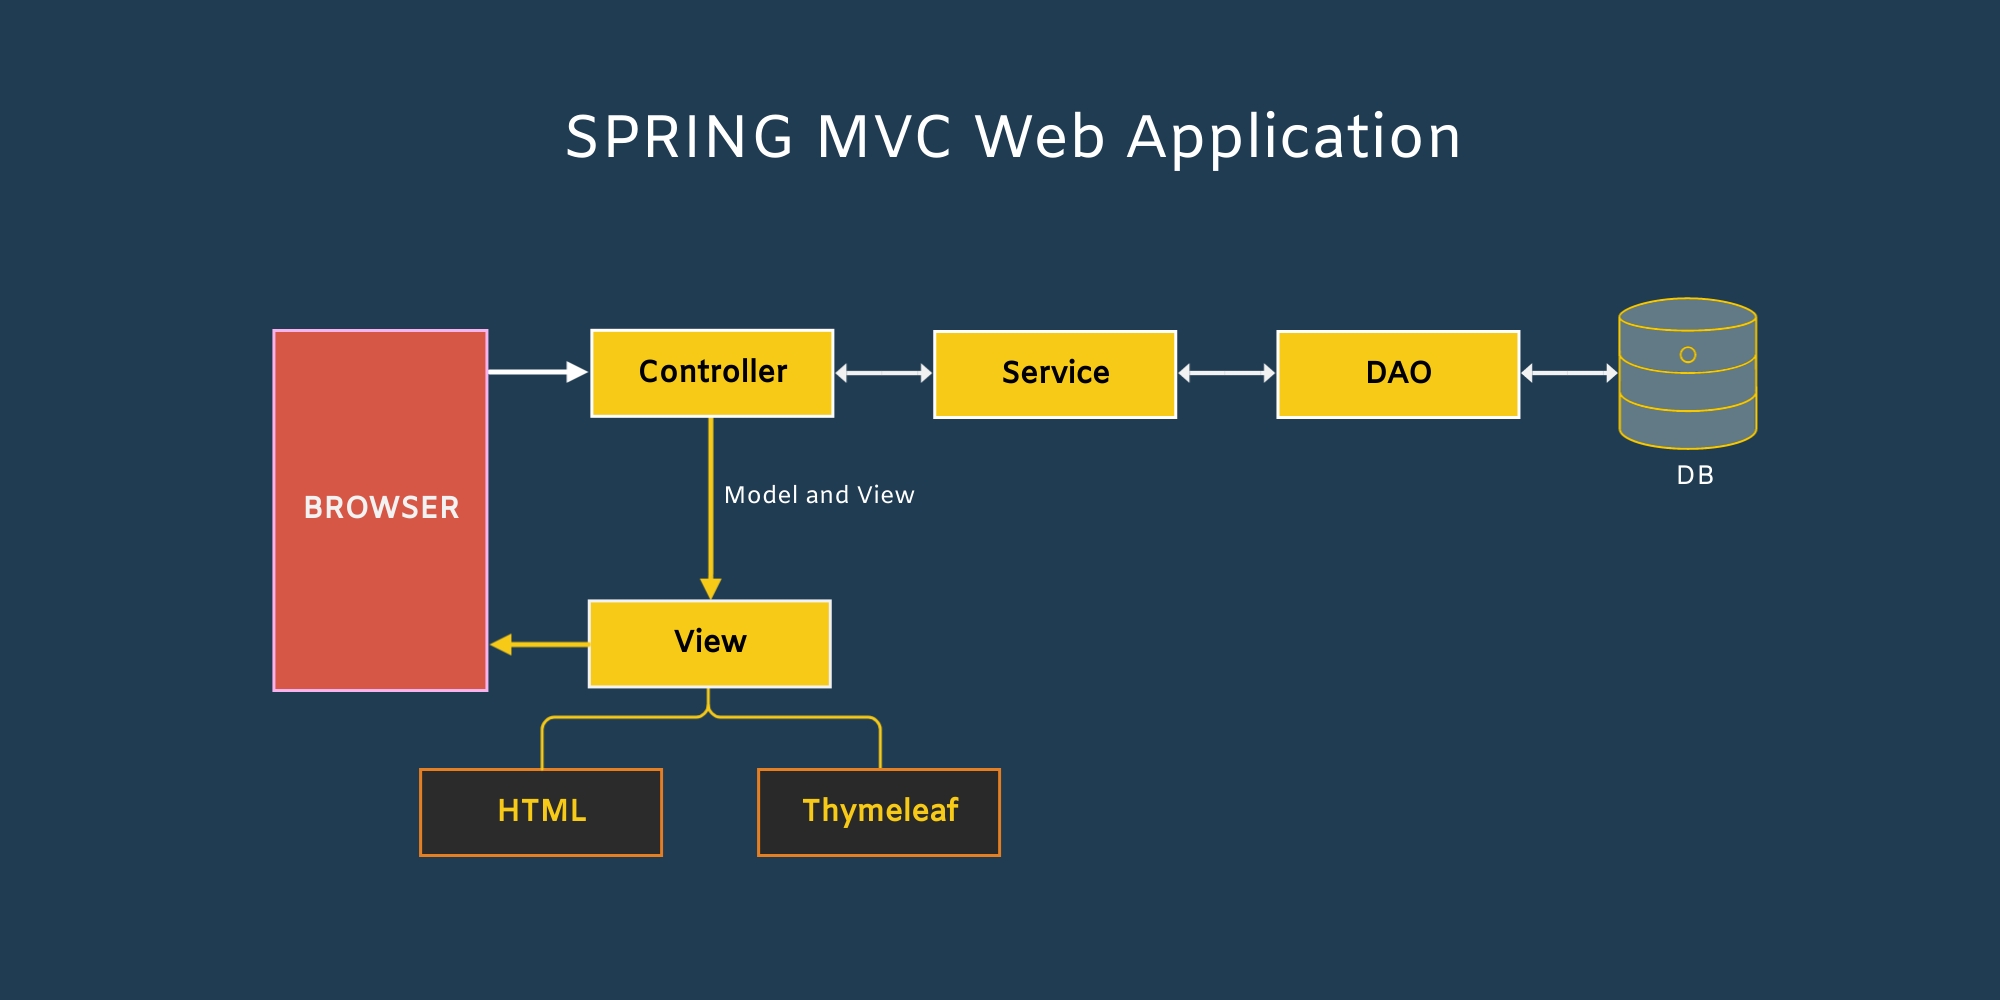 SPRING MVC Web Application
Controller
Service
DAO
DB
BROWSER
Model and View
View
HTML
Thymeleaf